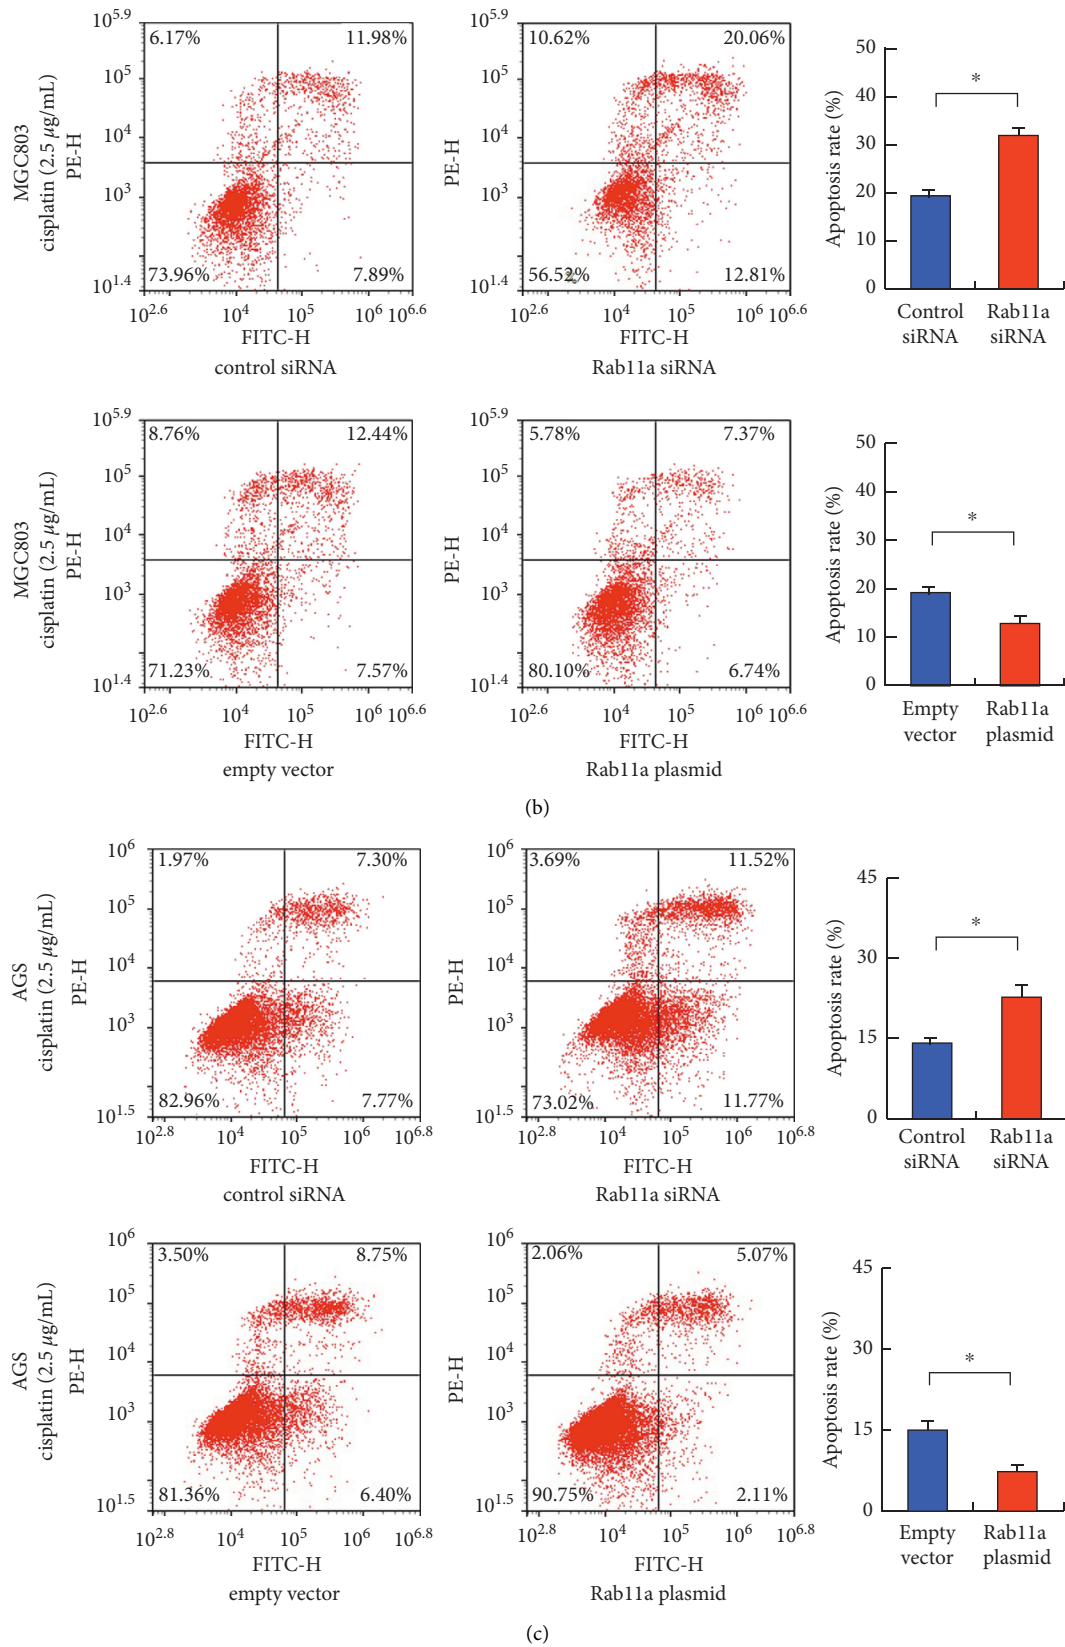 MGC803
cisplatin (2.5 μg/mL)
PE-H
10^5.9
10^5
10^4
10^3
10^1.4
6.17%
11.98%
73.96%
7.89%
10^2.6
10^4
10^5
10^6
10^6.6
FITC-H
control siRNA
PE-H
10^5.9
10^5
10^4
10^3
10^1.4
10.62%
20.06%
56.52%
12.81%
10^2.6
10^4
10^5
10^6
10^6.6
FITC-H
Rab11a siRNA
Apoptosis rate (%)
50
40
30
20
10
0
*
Control
siRNA
Rab11a
siRNA
MGC803
cisplatin (2.5 μg/mL)
PE-H
10^5.9
10^5
10^4
10^3
10^1.4
8.76%
12.44%
71.23%
7.57%
10^2.6
10^4
10^5
10^6
10^6.6
FITC-H
empty vector
PE-H
10^5.9
10^5
10^4
10^3
10^1.4
5.78%
7.37%
80.10%
6.74%
10^2.6
10^4
10^5
10^6
10^6.6
FITC-H
Rab11a plasmid
Apoptosis rate (%)
50
40
30
20
10
0
*
Empty
vector
Rab11a
plasmid
(b)
AGS
cisplatin (2.5 μg/mL)
PE-H
10^6
10^5
10^4
10^3
10^1.5
1.97%
7.30%
82.96%
7.77%
10^2.8
10^4
10^5
10^6
10^6.8
FITC-H
control siRNA
PE-H
10^6
10^5
10^4
10^3
10^1.5
3.69%
11.52%
73.02%
11.77%
10^2.8
10^4
10^5
10^6
10^6.8
FITC-H
Rab11a siRNA
Apoptosis rate (%)
45
30
15
0
*
Control
siRNA
Rab11a
siRNA
AGS
cisplatin (2.5 μg/mL)
PE-H
10^6
10^5
10^4
10^3
10^1.5
3.50%
8.75%
81.36%
6.40%
10^2.8
10^4
10^5
10^6
10^6.8
FITC-H
empty vector
PE-H
10^6
10^5
10^4
10^3
10^1.5
2.06%
5.07%
90.75%
2.11%
10^2.8
10^4
10^5
10^6
10^6.8
FITC-H
Rab11a plasmid
Apoptosis rate (%)
45
30
15
0
*
Empty
vector
Rab11a
plasmid
(c)